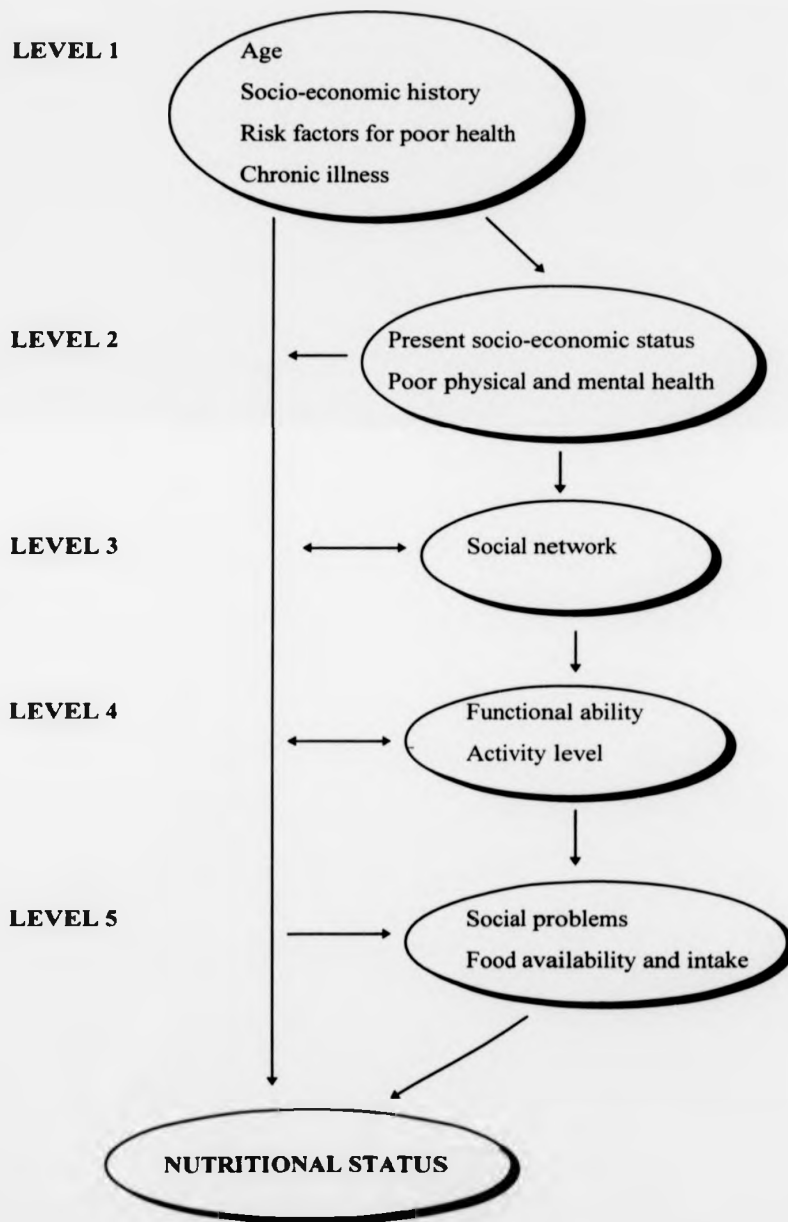 LEVEL 1
Age
Socio-economic history
Risk factors for poor health
Chronic illness
LEVEL 2
Present socio-economic status
Poor physical and mental health
LEVEL 3
Social network
LEVEL 4
Functional ability
Activity level
LEVEL 5
Social problems
Food availability and intake
NUTRITIONAL STATUS